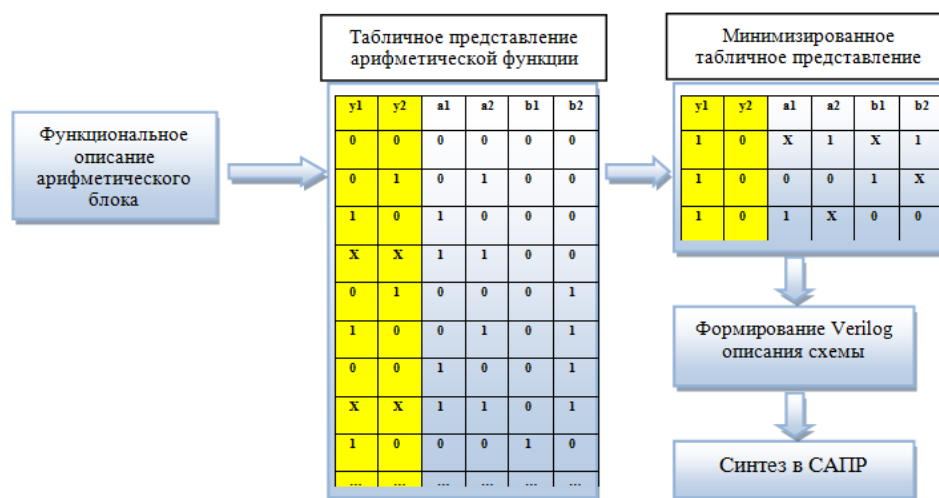 Функциональное
описание
арифметического
блока
Табличное представление
арифметической функции
y1 y2 a1 a2 b1 b2
0 0 0 0 0 0
0 1 0 1 0 0
1 0 1 0 0 0
X X 1 1 0 0
0 1 0 0 0 1
1 0 0 1 0 1
0 0 1 0 0 1
X X 1 1 0 1
1 0 0 0 1 0
... ... ... ... ... ...
Минимизированное
табличное представление
y1 y2 a1 a2 b1 b2
1 0 X 1 X 1
1 0 0 0 1 X
1 0 1 X 0 0
Формирование Verilog
описания схемы
Синтез в САПР